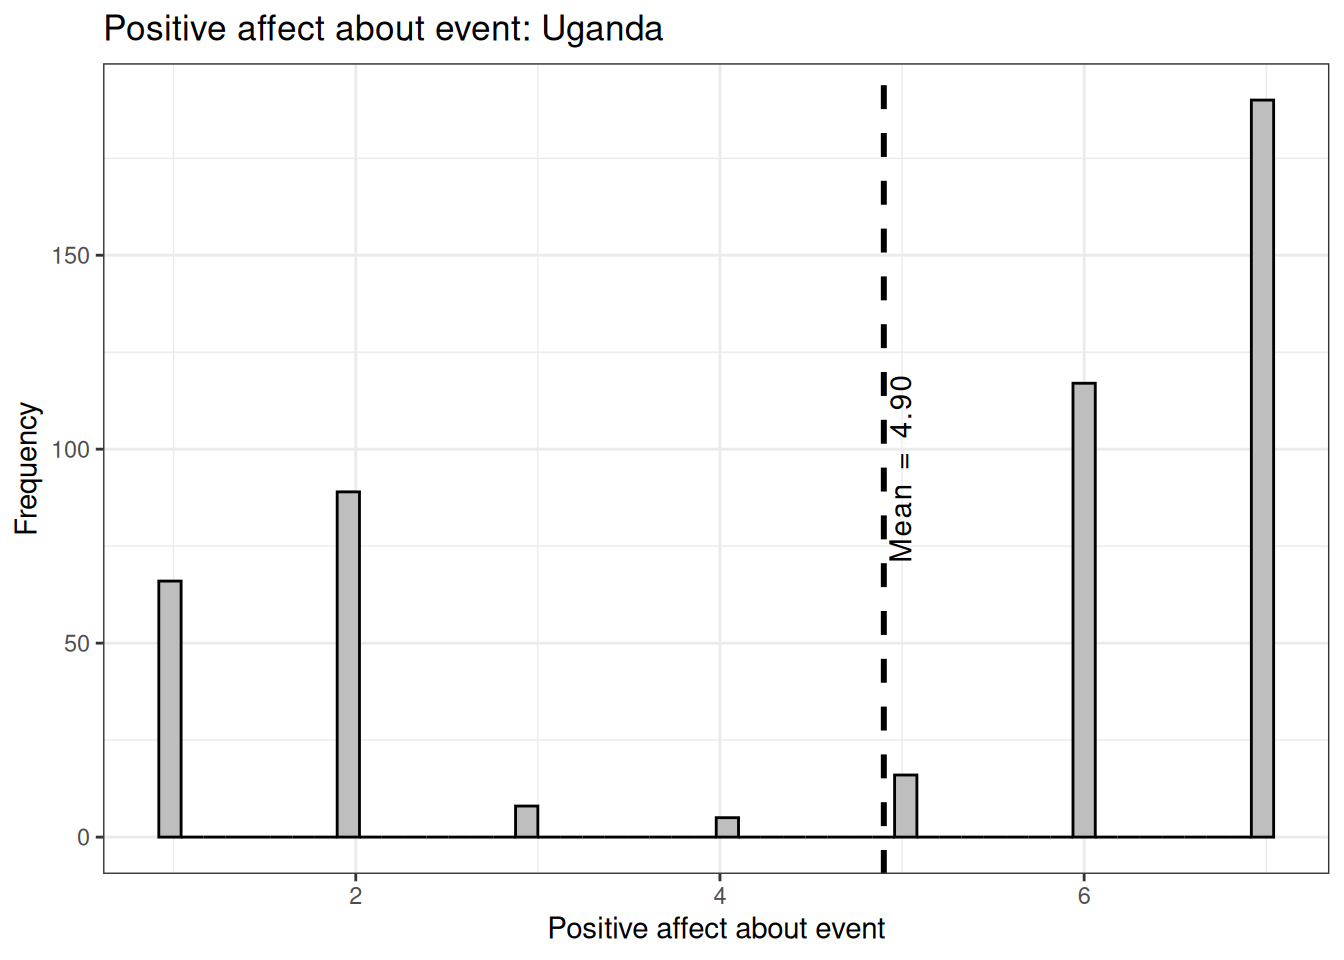 Positive affect about event: Uganda
Frequency
150
100
50
0
Mean = 4.90
2 4 6
Positive affect about event